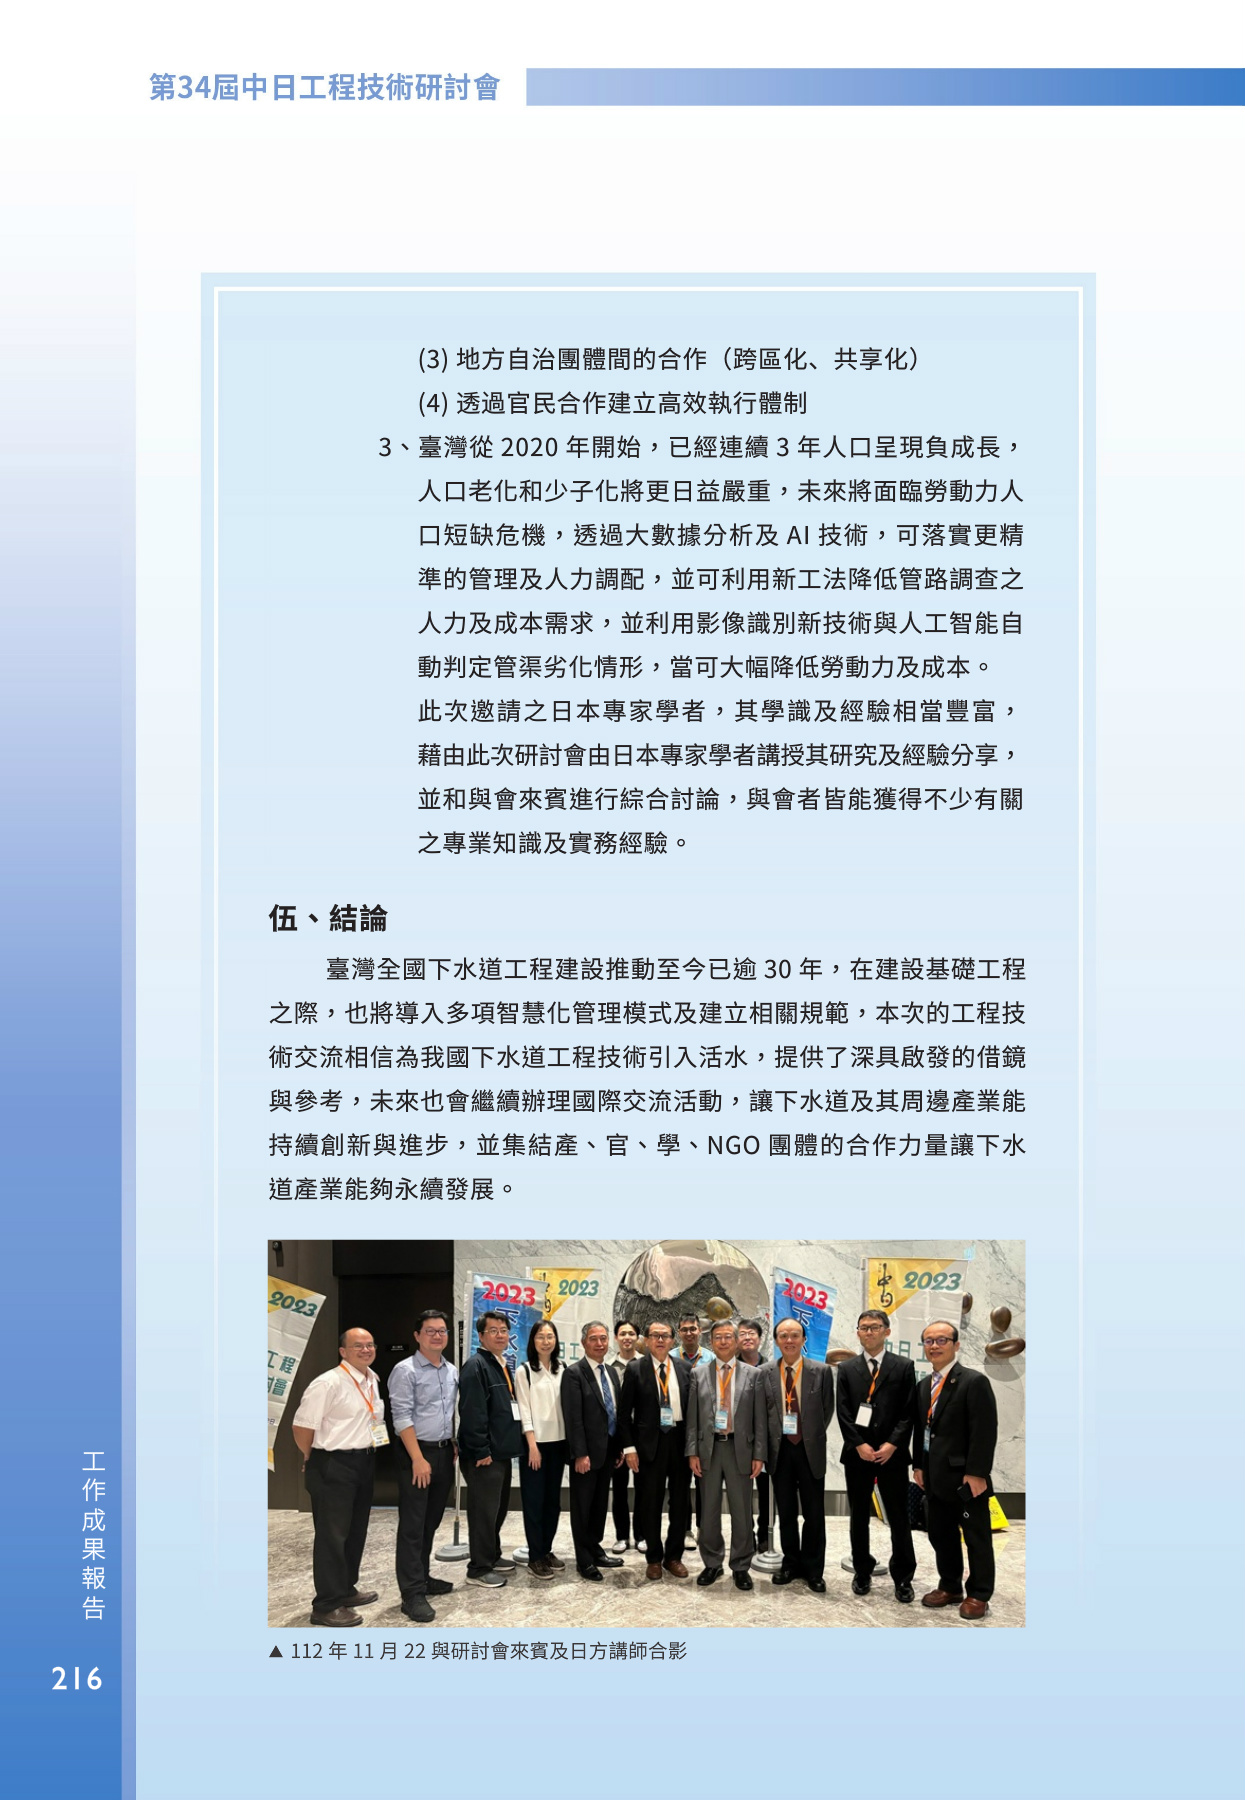 第34屆中日工程技術研討會
(3) 地方自治團體間的合作（跨區化、共享化）
(4) 透過官民合作建立高效執行體制
3、臺灣從 2020 年開始，已經連續 3 年人口呈現負成長，
人口老化和少子化將更日益嚴重，未來將面臨勞動力人
口短缺危機，透過大數據分析及 AI 技術，可落實更精
準的管理及人力調配，並可利用新工法降低管路調查之
人力及成本需求，並利用影像識別新技術與人工智能自
動判定管渠劣化情形，當可大幅降低勞動力及成本。
此次邀請之日本專家學者，其學識及經驗相當豐富，
藉由此次研討會由日本專家學者講授其研究及經驗分享，
並和與會來賓進行綜合討論，與會者皆能獲得不少有關
之專業知識及實務經驗。
伍、結論
臺灣全國下水道工程建設推動至今已逾 30 年，在建設基礎工程
之際，也將導入多項智慧化管理模式及建立相關規範，本次的工程技
術交流相信為我國下水道工程技術引入活水，提供了深具啟發的借鏡
與參考，未來也會繼續辦理國際交流活動，讓下水道及其周邊產業能
持續創新與進步，並集結產、官、學、NGO 團體的合作力量讓下水
道產業能夠永續發展。
2023
工程
討會
2023
下水道
2023
2023
下
中日
2023
中日工
▲ 112 年 11 月 22 與研討會來賓及日方講師合影
工作成果報告
216